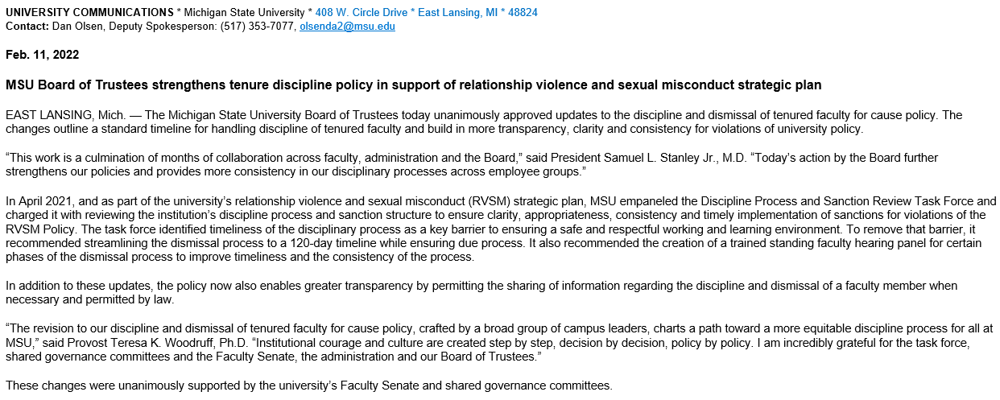 UNIVERSITY COMMUNICATIONS * Michigan State University * 408 W. Circle Drive * East Lansing, MI * 48824
Contact: Dan Olsen, Deputy Spokesperson: (517) 353-7077, olsenda2@msu.edu
Feb. 11, 2022
MSU Board of Trustees strengthens tenure discipline policy in support of relationship violence and sexual misconduct strategic plan
EAST LANSING, Mich. — The Michigan State University Board of Trustees today unanimously approved updates to the discipline and dismissal of tenured faculty for cause policy. The
changes outline a standard timeline for handling discipline of tenured faculty and build in more transparency, clarity and consistency for violations of university policy.
“This work is a culmination of months of collaboration across faculty, administration and the Board,” said President Samuel L. Stanley Jr., M.D. “Today’s action by the Board further
strengthens our policies and provides more consistency in our disciplinary processes across employee groups.”
In April 2021, and as part of the university’s relationship violence and sexual misconduct (RVSM) strategic plan, MSU empaneled the Discipline Process and Sanction Review Task Force and
charged it with reviewing the institution’s discipline process and sanction structure to ensure clarity, appropriateness, consistency and timely implementation of sanctions for violations of the
RVSM Policy. The task force identified timeliness of the disciplinary process as a key barrier to ensuring a safe and respectful working and learning environment. To remove that barrier, it
recommended streamlining the dismissal process to a 120-day timeline while ensuring due process. It also recommended the creation of a trained standing faculty hearing panel for certain
phases of the dismissal process to improve timeliness and the consistency of the process.
In addition to these updates, the policy now also enables greater transparency by permitting the sharing of information regarding the discipline and dismissal of a faculty member when
necessary and permitted by law.
“The revision to our discipline and dismissal of tenured faculty for cause policy, crafted by a broad group of campus leaders, charts a path toward a more equitable discipline process for all at
MSU,” said Provost Teresa K. Woodruff, Ph.D. “Institutional courage and culture are created step by step, decision by decision, policy by policy. I am incredibly grateful for the task force,
shared governance committees and the Faculty Senate, the administration and our Board of Trustees.”
These changes were unanimously supported by the university’s Faculty Senate and shared governance committees.